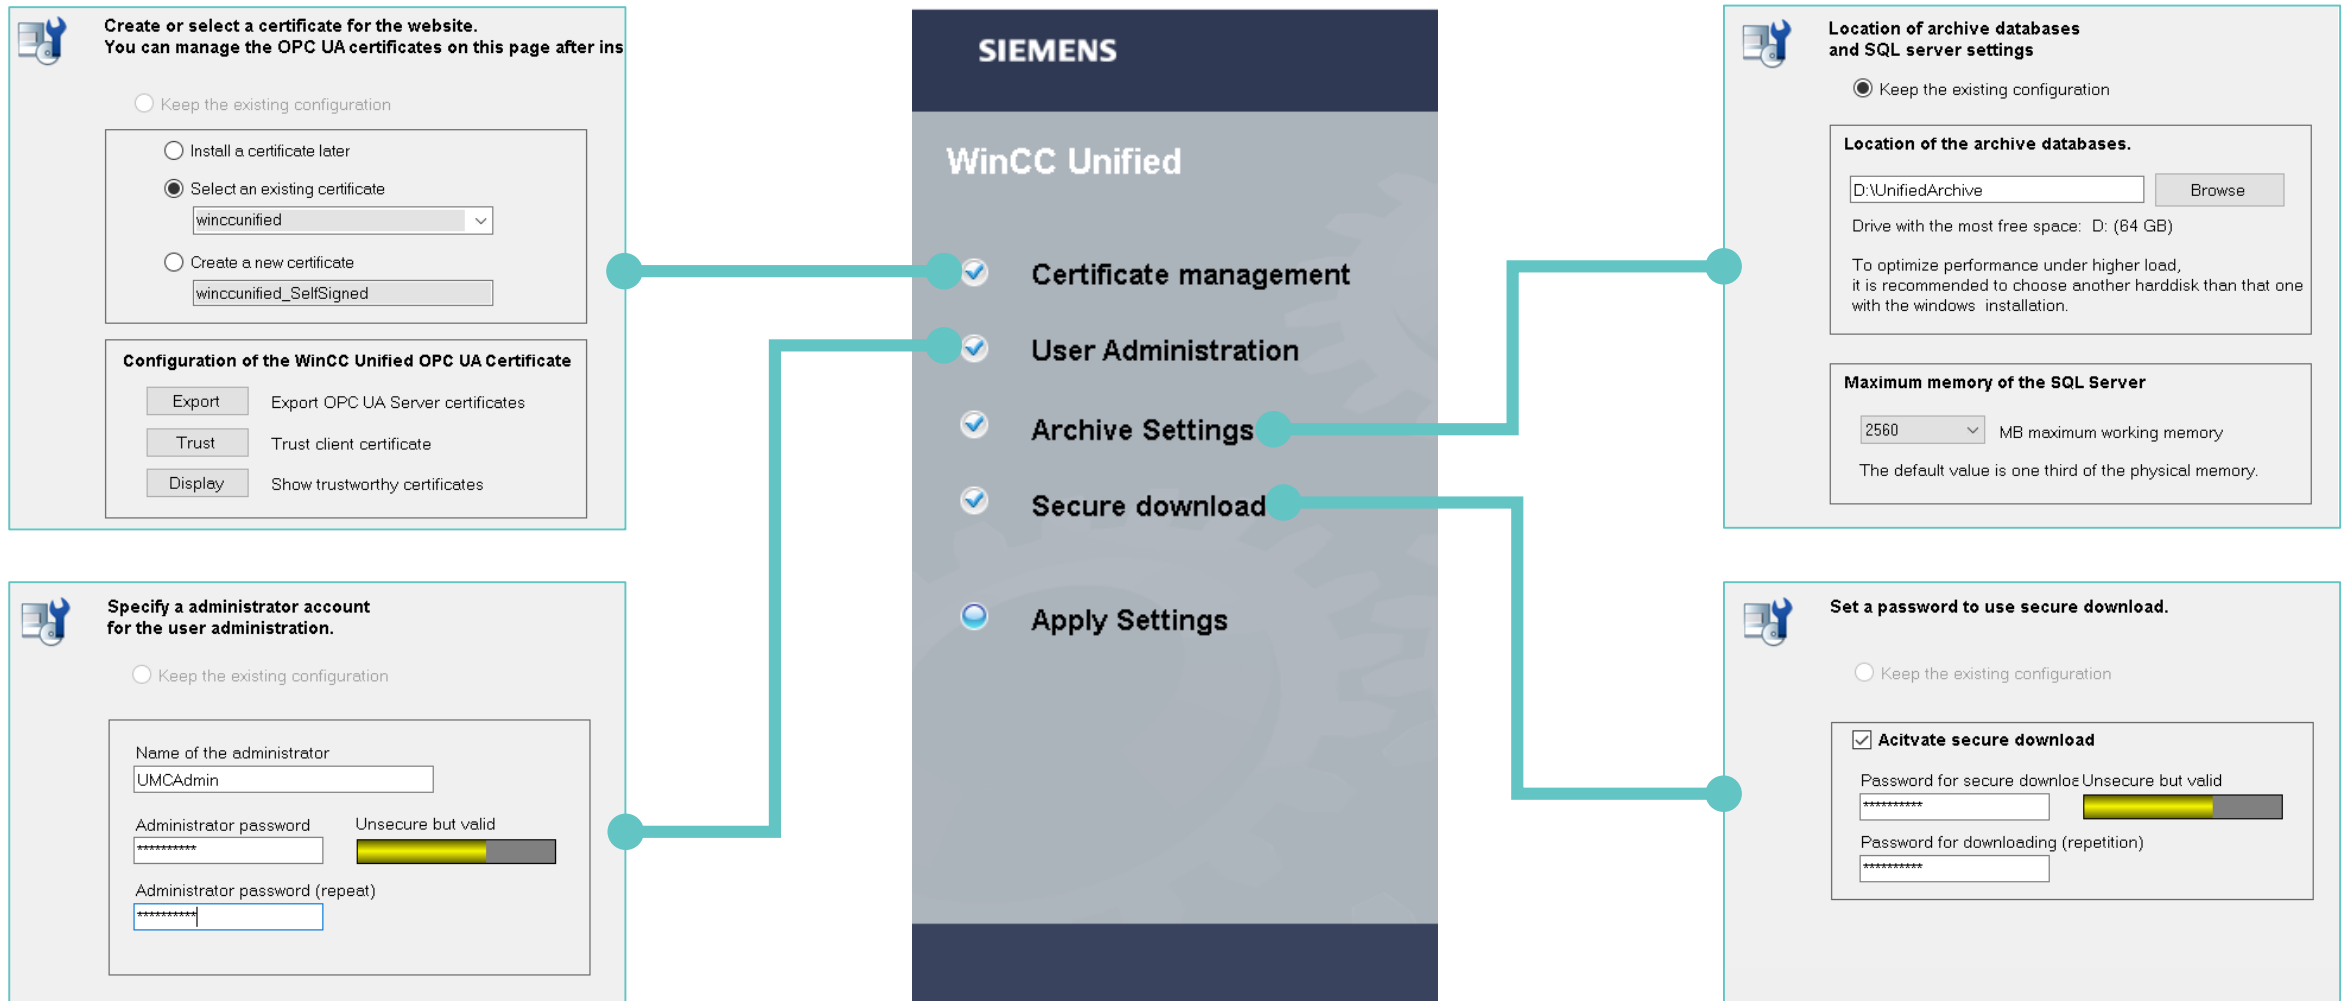 Create or select a certificate for the website.
You can manage the OPC UA certificates on this page after ins
Keep the existing configuration
Install a certificate later
Select an existing certificate
winccunified
Create a new certificate
winccunified_SelfSigned
Configuration of the WinCC Unified OPC UA Certificate
Export Export OPC UA Server certificates
Trust Trust client certificate
Display Show trustworthy certificates
Specify a administrator account
for the user administration.
Keep the existing configuration
Name of the administrator
UMCAdmin
Administrator password Unsecure but valid
**********
Administrator password (repeat)
**********
SIEMENS
WinCC Unified
Certificate management
User Administration
Archive Settings
Secure download
Apply Settings
Location of archive databases
and SQL server settings
Keep the existing configuration
Location of the archive databases.
D:\UnifiedArchive Browse
Drive with the most free space: D: (64 GB)
To optimize performance under higher load,
it is recommended to choose another harddisk than that one
with the windows installation.
Maximum memory of the SQL Server
2560 MB maximum working memory
The default value is one third of the physical memory.
Set a password to use secure download.
Keep the existing configuration
Acitvate secure download
Password for secure downloa Unsecure but valid
**********
Password for downloading (repetition)
**********